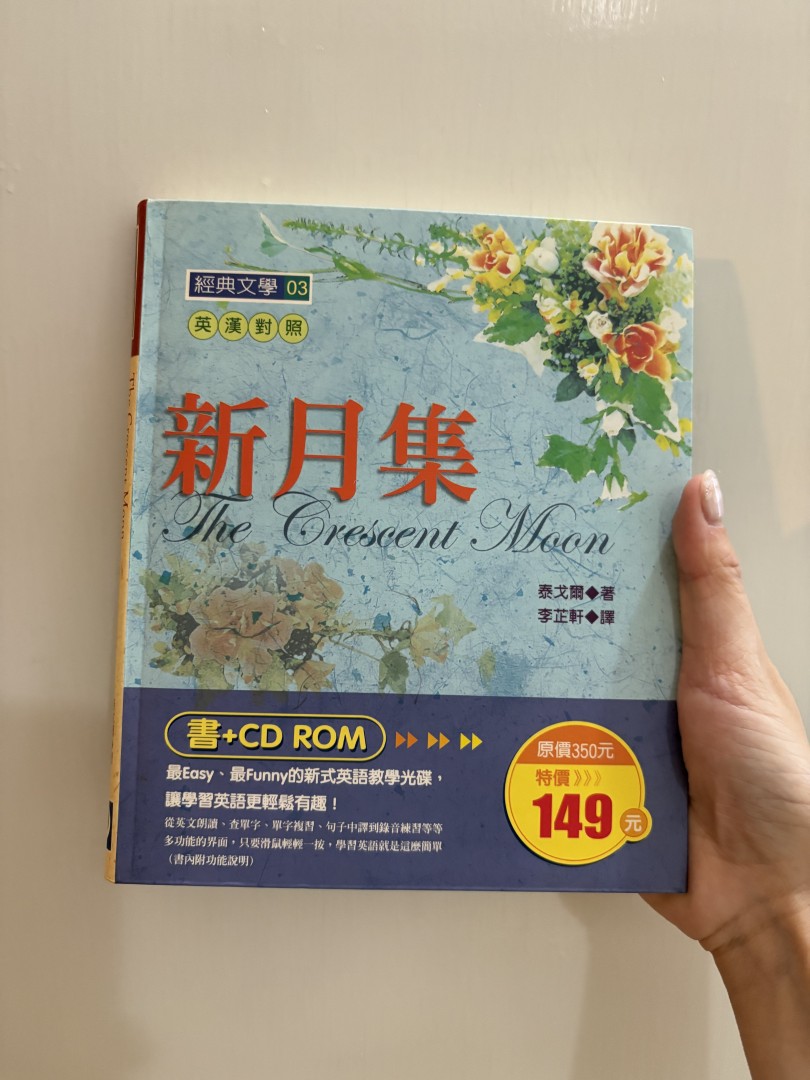 經典文學 03
英漢對照
新月集
The Crescent Moon
泰戈爾◆著
李芷軒◆譯
書+CD ROM
最Easy、最Funny的新式英語教學光碟，
讓學習英語更輕鬆有趣！
從英文朗讀、查單字、單字複習、句子中譯到錄音練習等等
多功能的界面，只要滑鼠輕輕一按，學習英語就是這麼簡單
（書內附功能說明）
原價350元
特價》》》
149元
The Crescent Moon